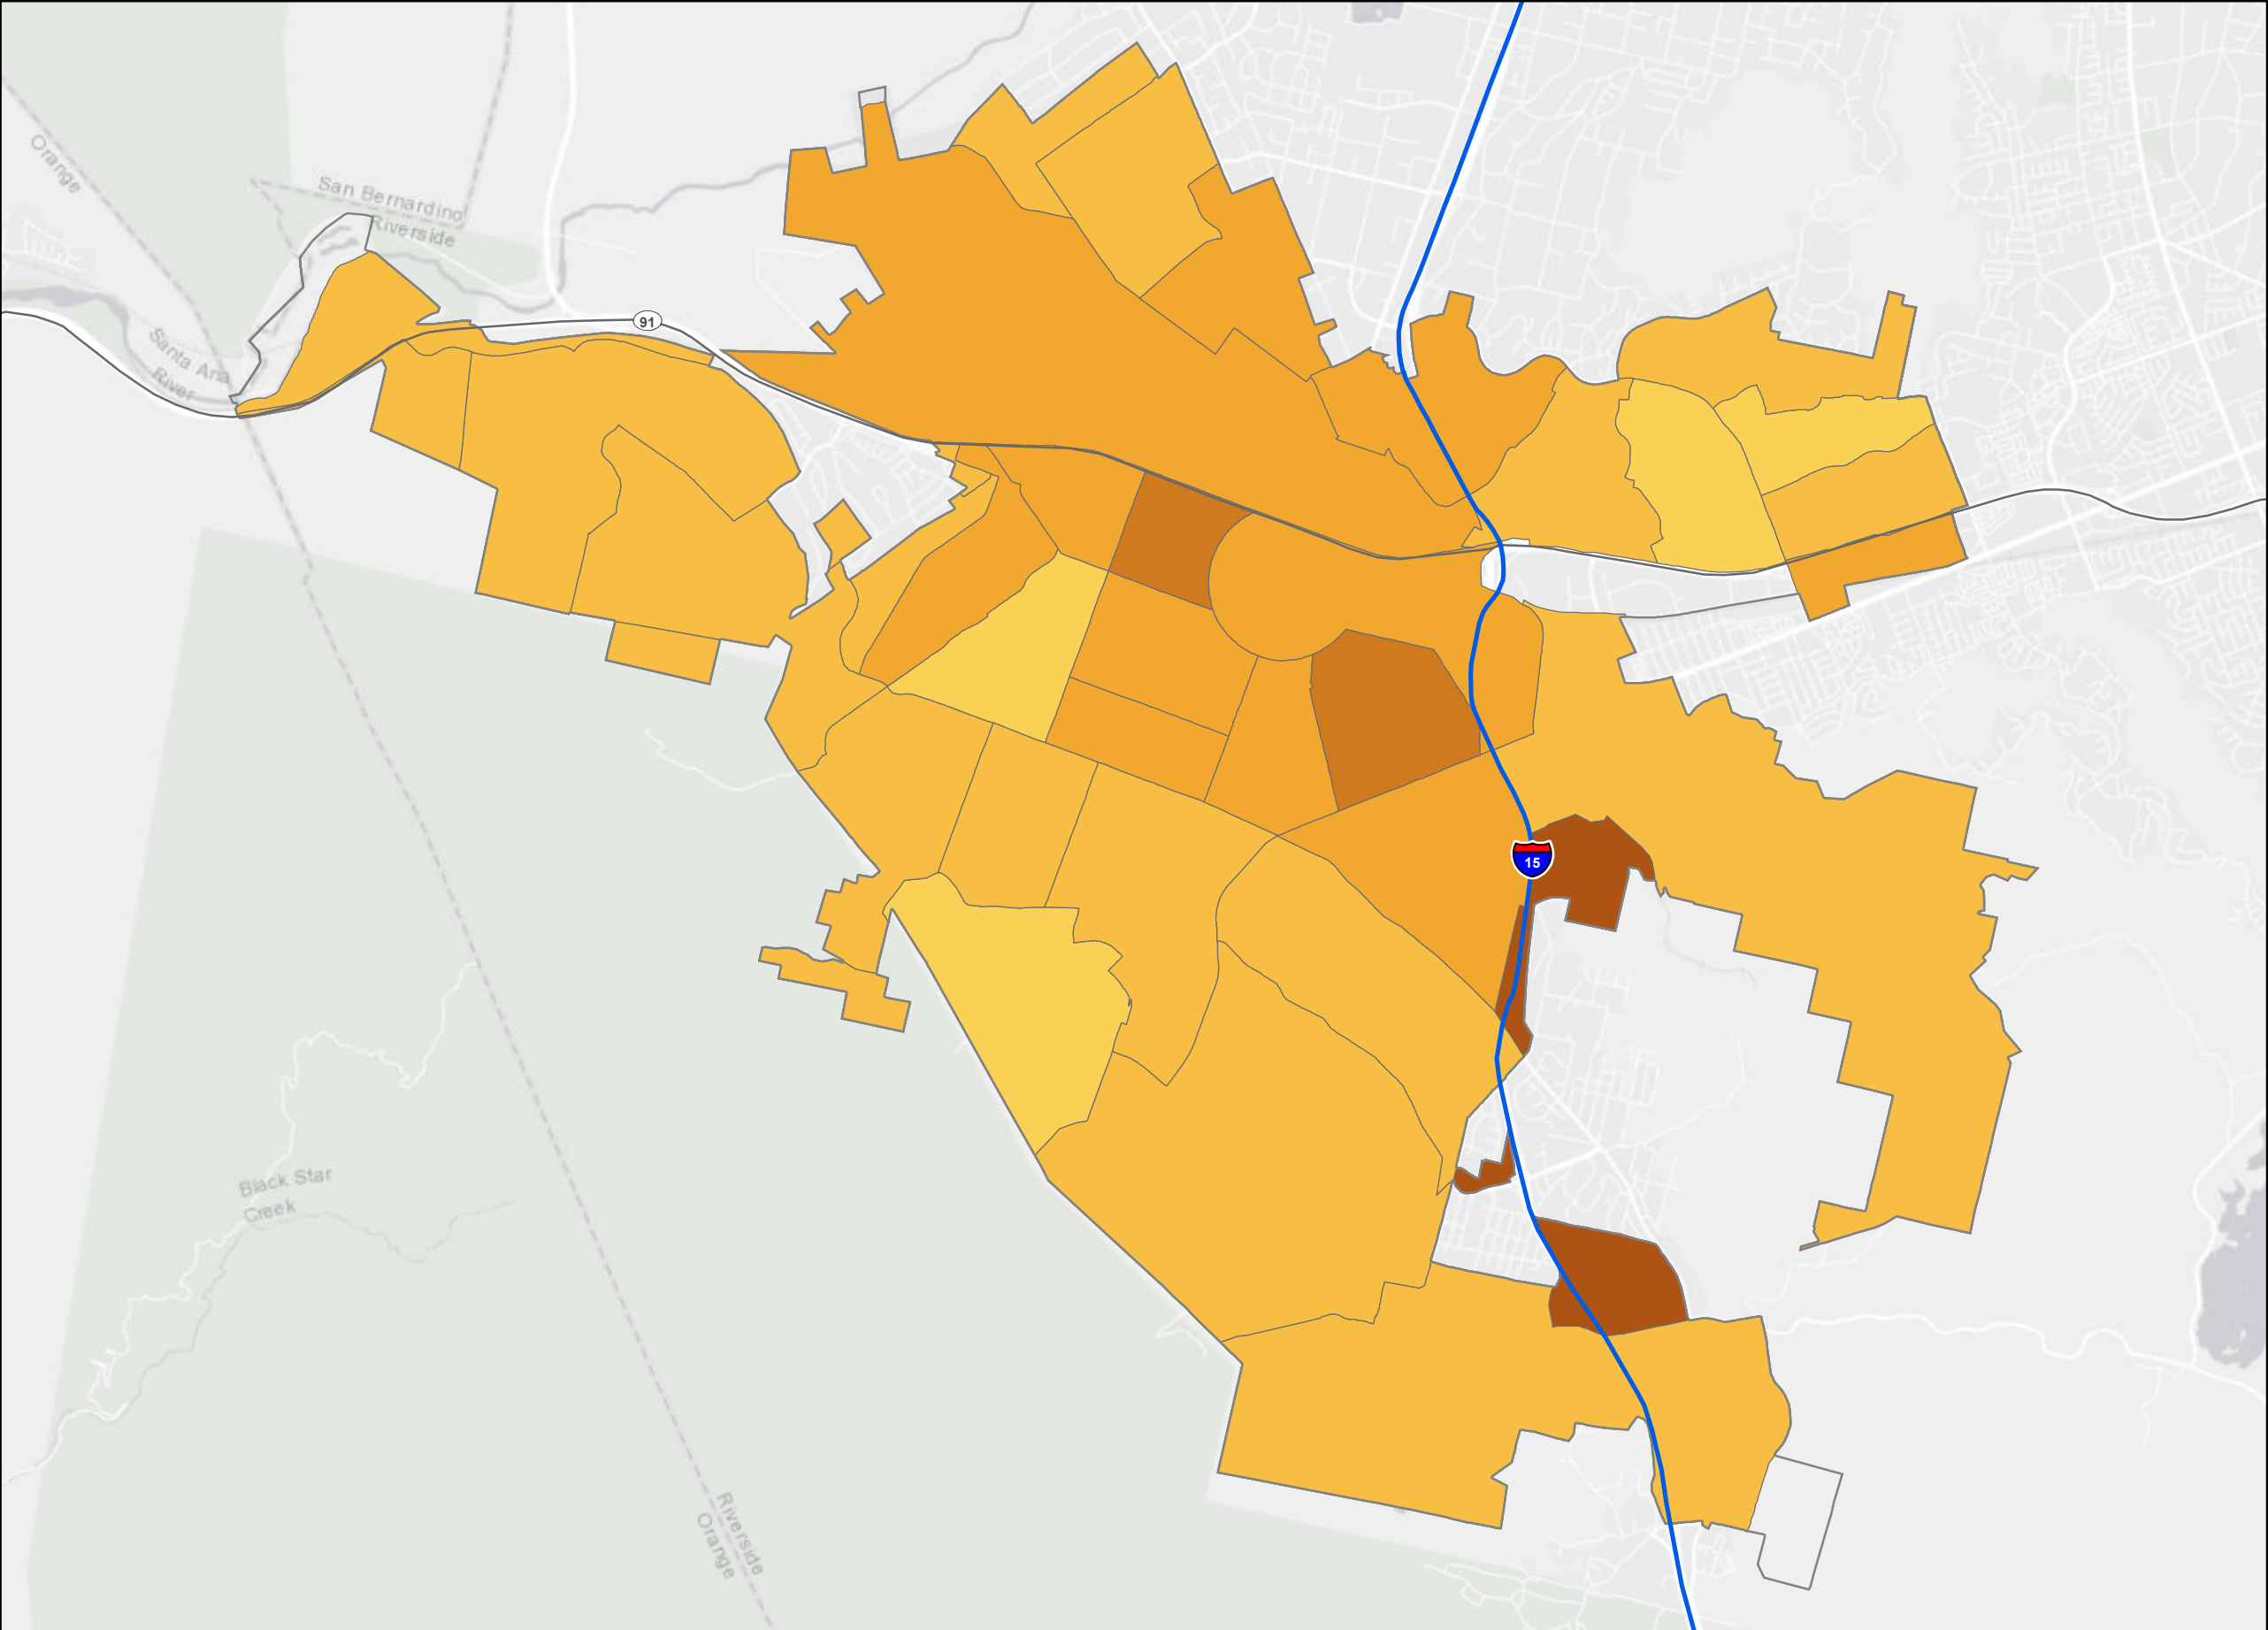 Orange
San Bernardino
Riverside
91
Santa Ana
River
15
Black Star
Creek
Riverside
Orange